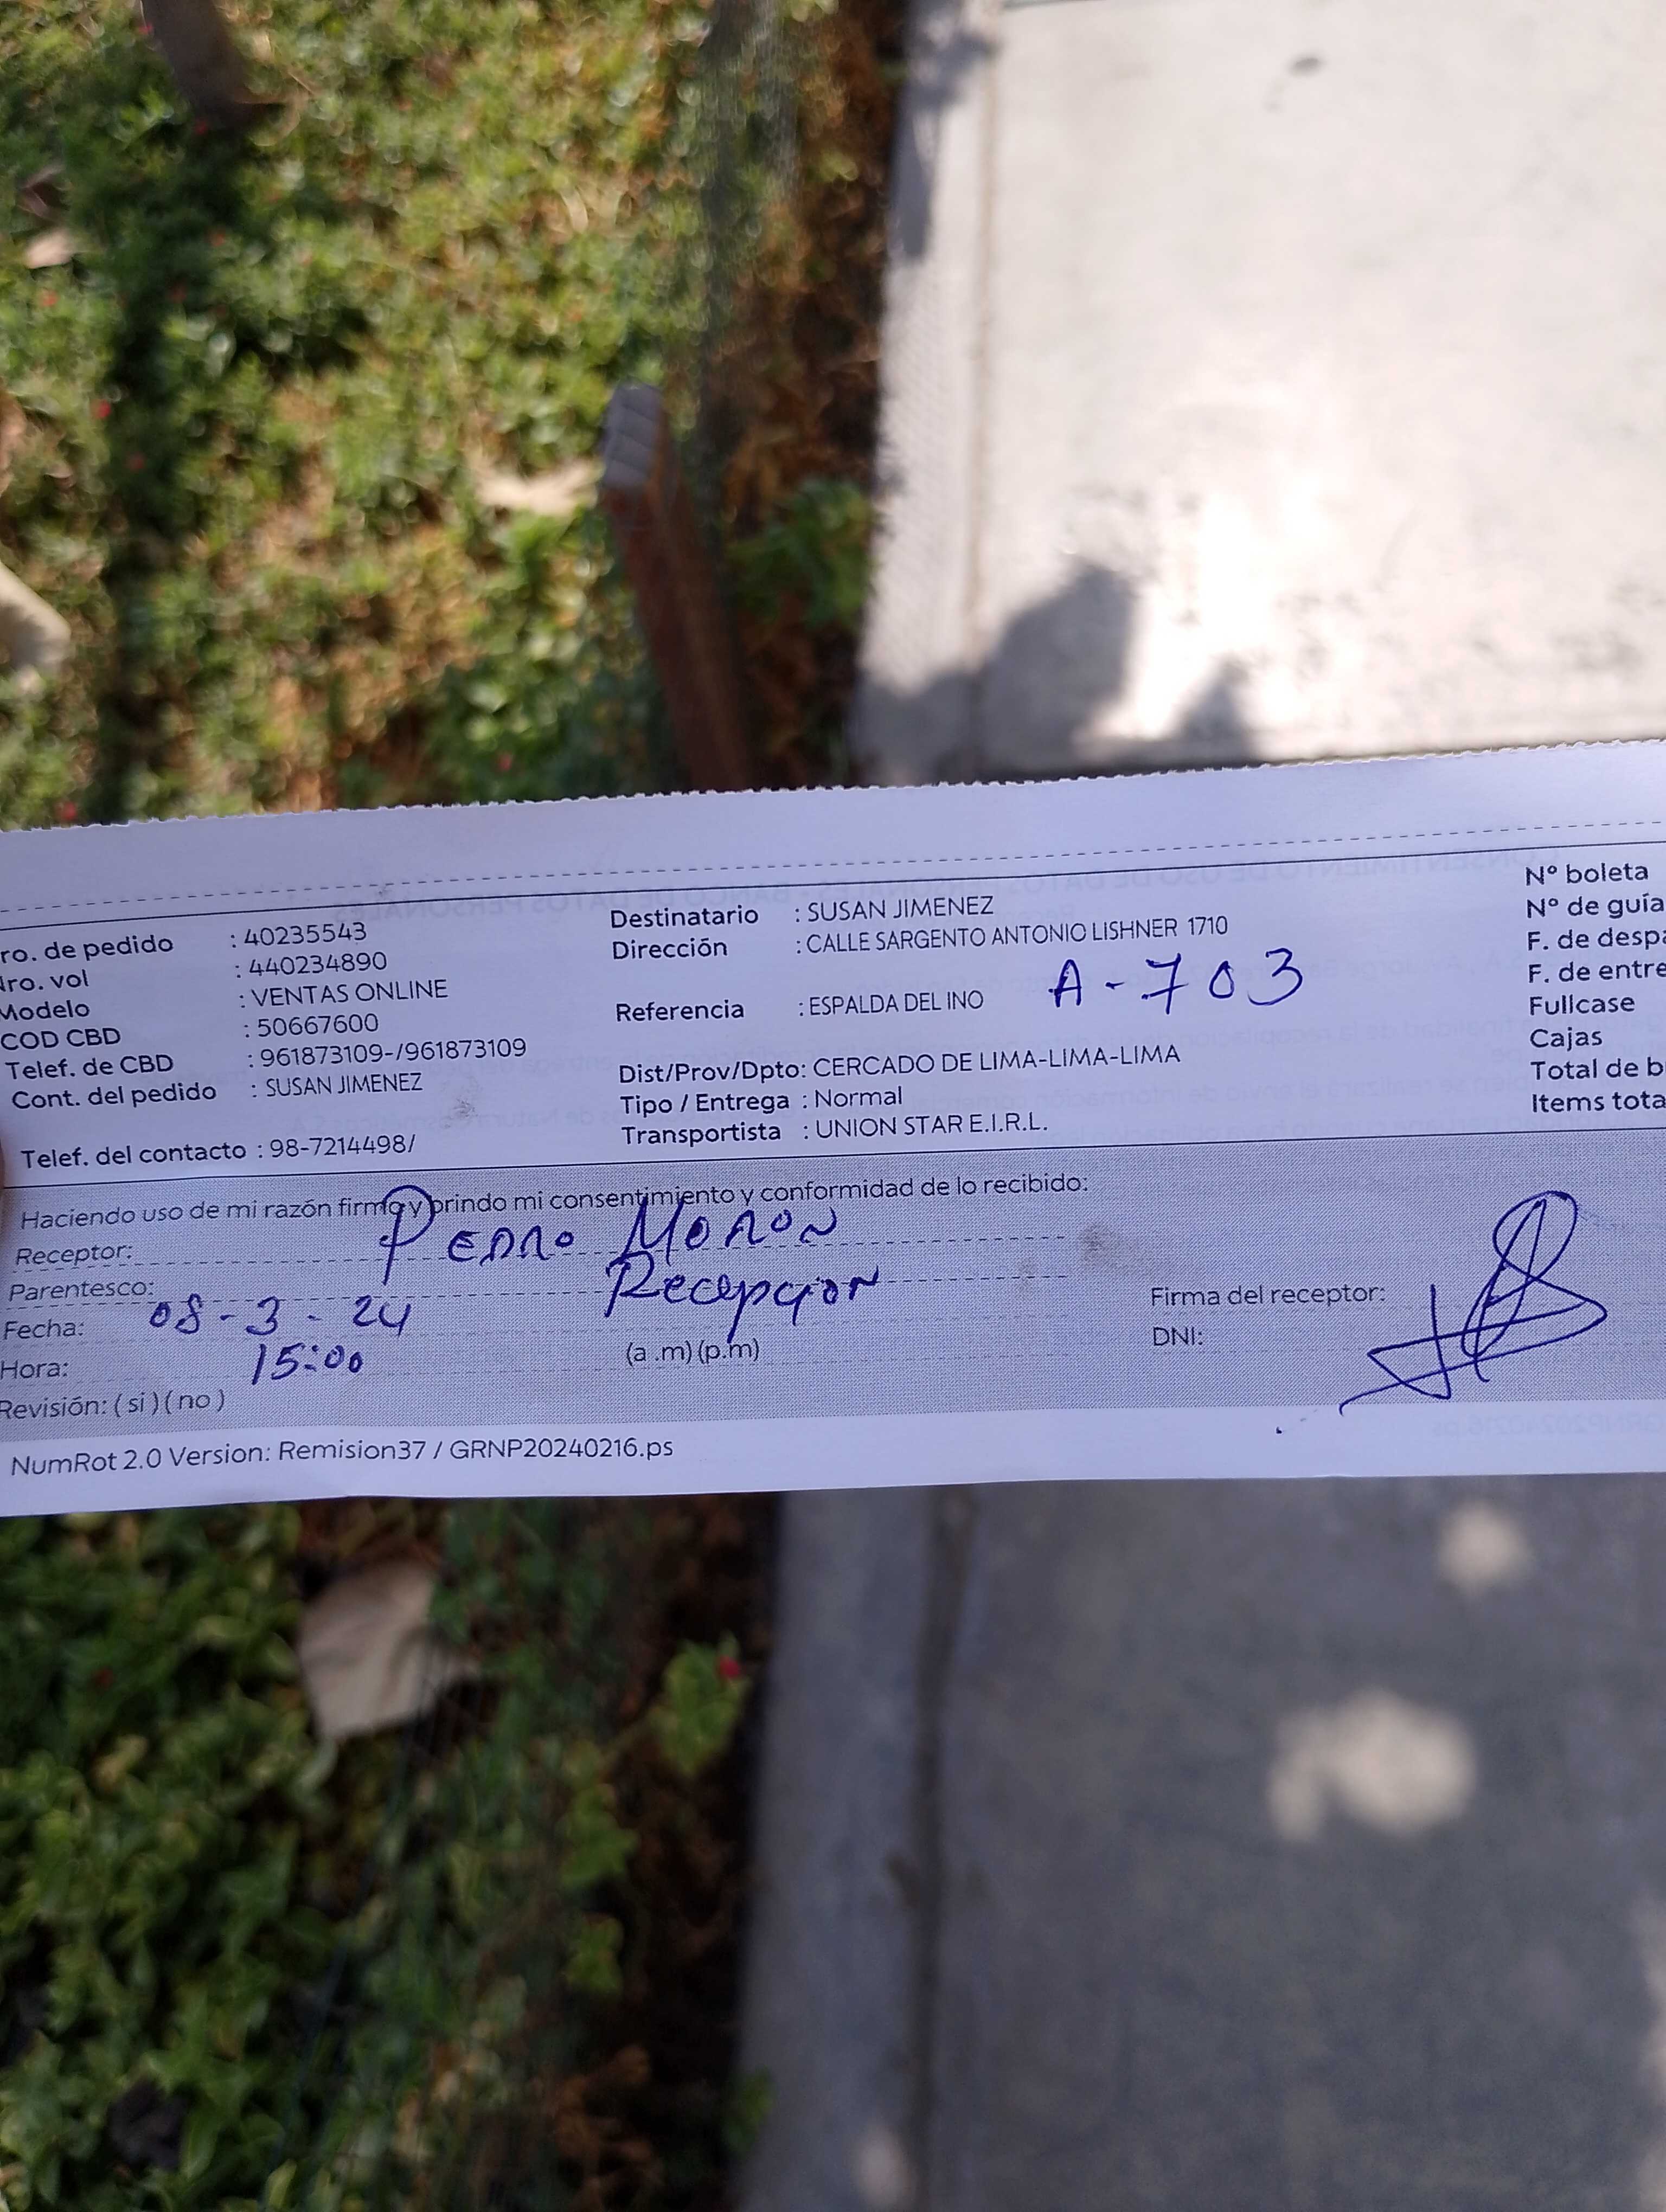 ro. de pedido : 40235543
Nro. vol : 440234890
Modelo : VENTAS ONLINE
COD CBD : 50667600
Telef. de CBD : 961873109-/961873109
Cont. del pedido : SUSAN JIMENEZ
Telef. del contacto : 98-7214498/
Destinatario : SUSAN JIMENEZ
Dirección : CALLE SARGENTO ANTONIO LISHNER 1710
A-703
Referencia : ESPALDA DEL INO
Dist/Prov/Dpto: CERCADO DE LIMA-LIMA-LIMA
Tipo / Entrega : Normal
Transportista : UNION STAR E.I.R.L.
Nº boleta
Nº de guía
F. de despa
F. de entre
Fullcase
Cajas
Total de b
Items tota
Haciendo uso de mi razón firmo y brindo mi consentimiento y conformidad de lo recibido:
Receptor: PEDRO MORON
Parentesco: Recepcion
Fecha: 08-3-24
Hora: 15:00 (a .m) (p.m)
Revisión: ( si ) ( no )
Firma del receptor:
DNI:
NumRot 2.0 Version: Remision37 / GRNP20240216.ps